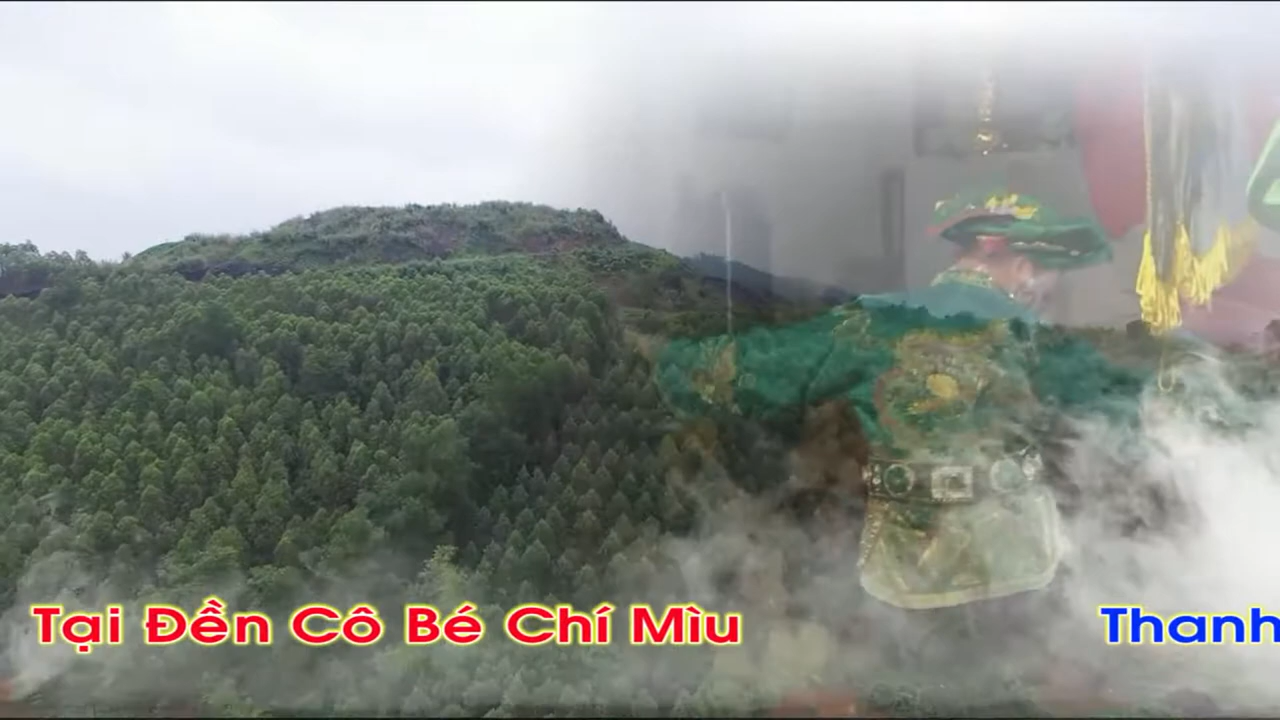 Tại Đền Cô Bé Chí Mìu
Thanh